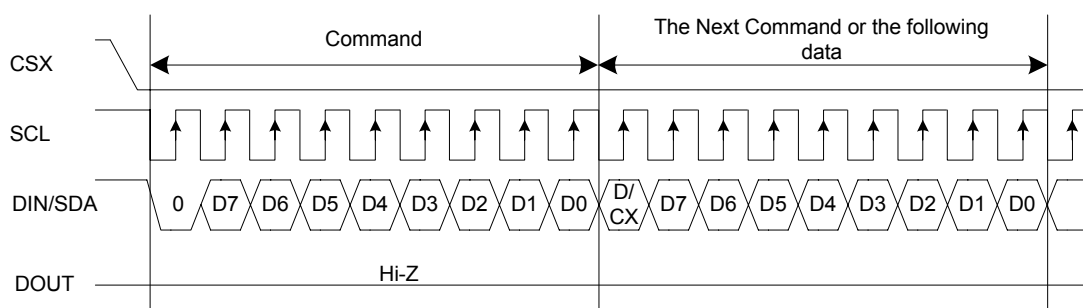 Command
The Next Command or the following
data
CSX
SCL
DIN/SDA
0 D7 D6 D5 D4 D3 D2 D1 D0 D/
CX D7 D6 D5 D4 D3 D2 D1 D0
DOUT
Hi-Z